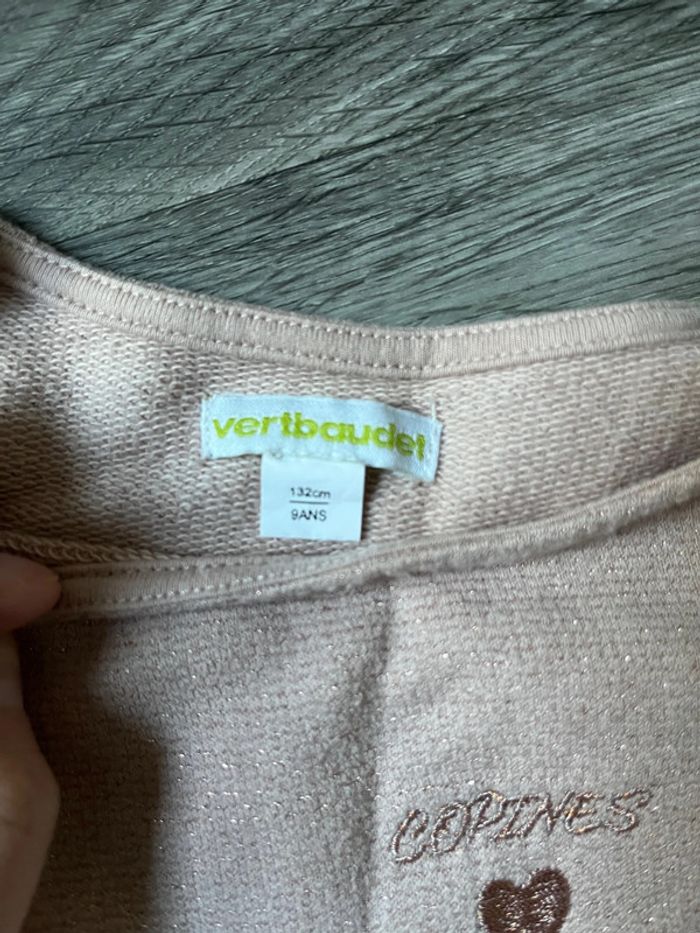 vertbaudet
132cm
9ANS
COPINES